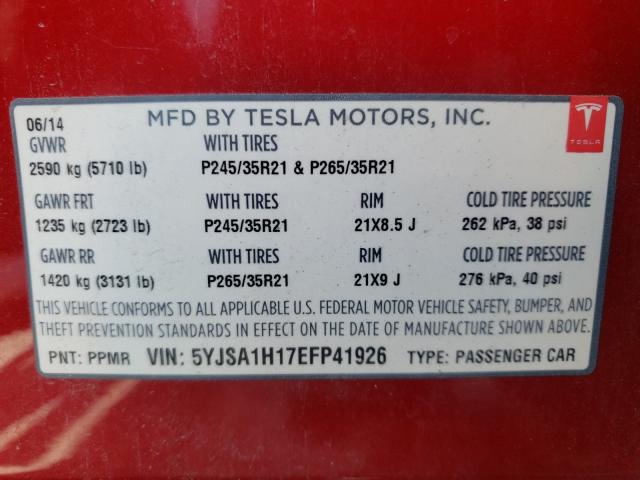 06/14 MFD BY TESLA MOTORS, INC.
TESLA
GVWR WITH TIRES
2590 kg (5710 lb) P245/35R21 & P265/35R21
GAWR FRT WITH TIRES RIM COLD TIRE PRESSURE
1235 kg (2723 lb) P245/35R21 21X8.5 J 262 kPa, 38 psi
GAWR RR WITH TIRES RIM COLD TIRE PRESSURE
1420 kg (3131 lb) P265/35R21 21X9 J 276 kPa, 40 psi
THIS VEHICLE CONFORMS TO ALL APPLICABLE U.S. FEDERAL MOTOR VEHICLE SAFETY, BUMPER, AND
THEFT PREVENTION STANDARDS IN EFFECT ON THE DATE OF MANUFACTURE SHOWN ABOVE.
PNT: PPMR VIN: 5YJSA1H17EFP41926 TYPE: PASSENGER CAR